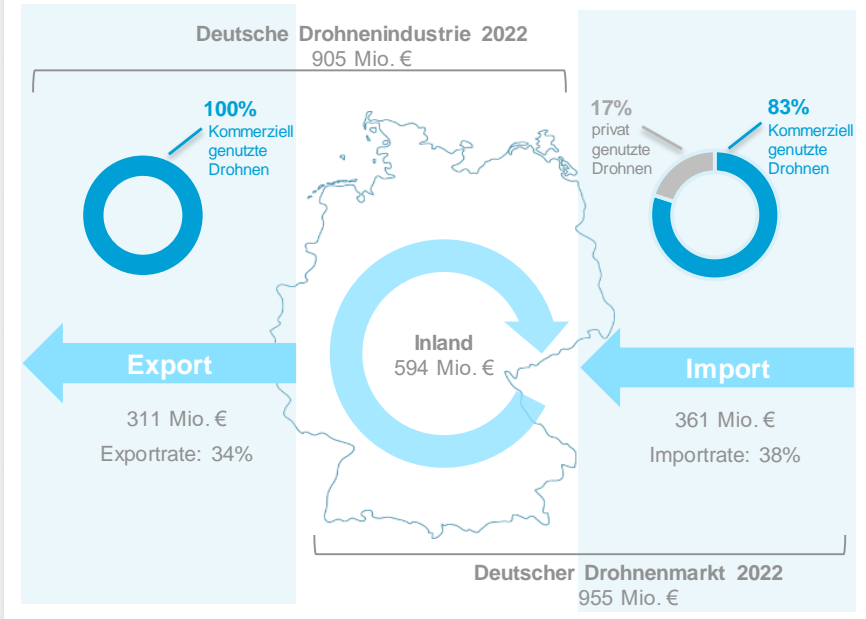 Deutsche Drohnenindustrie 2022
905 Mio. €
100%
Kommerziell
genutzte
Drohnen
17%
privat
genutzte
Drohnen
83%
Kommerziell
genutzte
Drohnen
Export
311 Mio. €
Exportrate: 34%
Inland
594 Mio. €
Import
361 Mio. €
Importrate: 38%
Deutscher Drohnenmarkt 2022
955 Mio. €